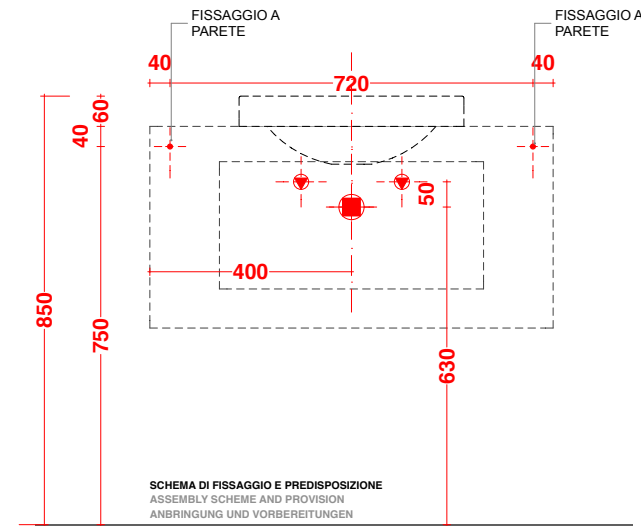 FISSAGGIO A
PARETE
FISSAGGIO A
PARETE
40
720
40
60
40
50
400
850
750
630
SCHEMA DI FISSAGGIO E PREDISPOSIZIONE
ASSEMBLY SCHEME AND PROVISION
ANBRINGUNG UND VORBEREITUNGEN